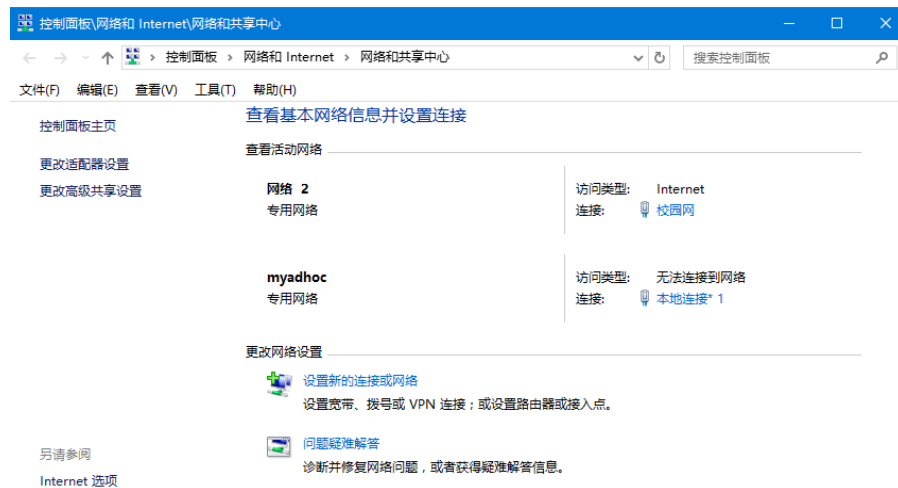 控制面板\网络和 Internet\网络和共享中心
控制面板 › 网络和 Internet › 网络和共享中心
搜索控制面板
文件(F) 编辑(E) 查看(V) 工具(T) 帮助(H)
控制面板主页
更改适配器设置
更改高级共享设置
查看基本网络信息并设置连接
查看活动网络
网络 2
专用网络
访问类型: Internet
连接: 校园网
myadhoc
专用网络
访问类型: 无法连接到网络
连接: 本地连接* 1
更改网络设置
设置新的连接或网络
设置宽带、拨号或 VPN 连接；或设置路由器或接入点。
问题疑难解答
诊断并修复网络问题，或者获得疑难解答信息。
另请参阅
Internet 选项